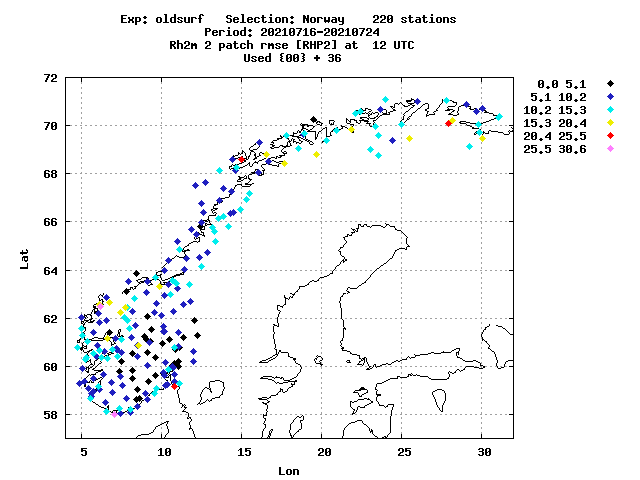 Exp: oldsurf Selection: Norway 220 stations
Period: 20210716-20210724
Rh2m 2 patch rmse [RHP2] at 12 UTC
Used {00} + 36
72
70
68
66
64
62
60
58
5 10 15 20 25 30
Lat
Lon
0.0 5.1
5.1 10.2
10.2 15.3
15.3 20.4
20.4 25.5
25.5 30.6